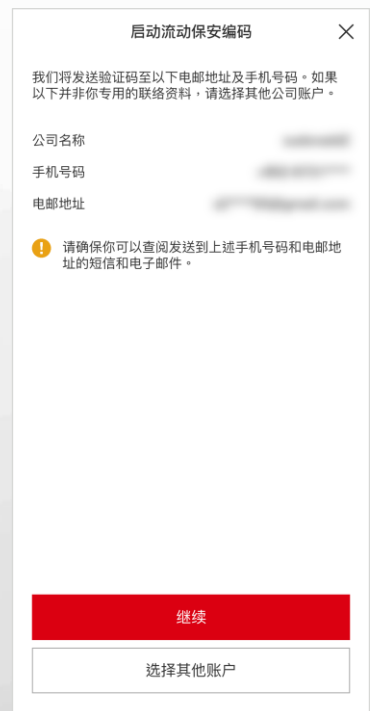 启动流动保安编码
我们将发送验证码至以下电邮地址及手机号码。如果
以下并非你专用的联络资料，请选择其他公司账户。
公司名称
手机号码
电邮地址
请确保你可以查阅发送到上述手机号码和电邮地
址的短信和电子邮件。
继续
选择其他账户